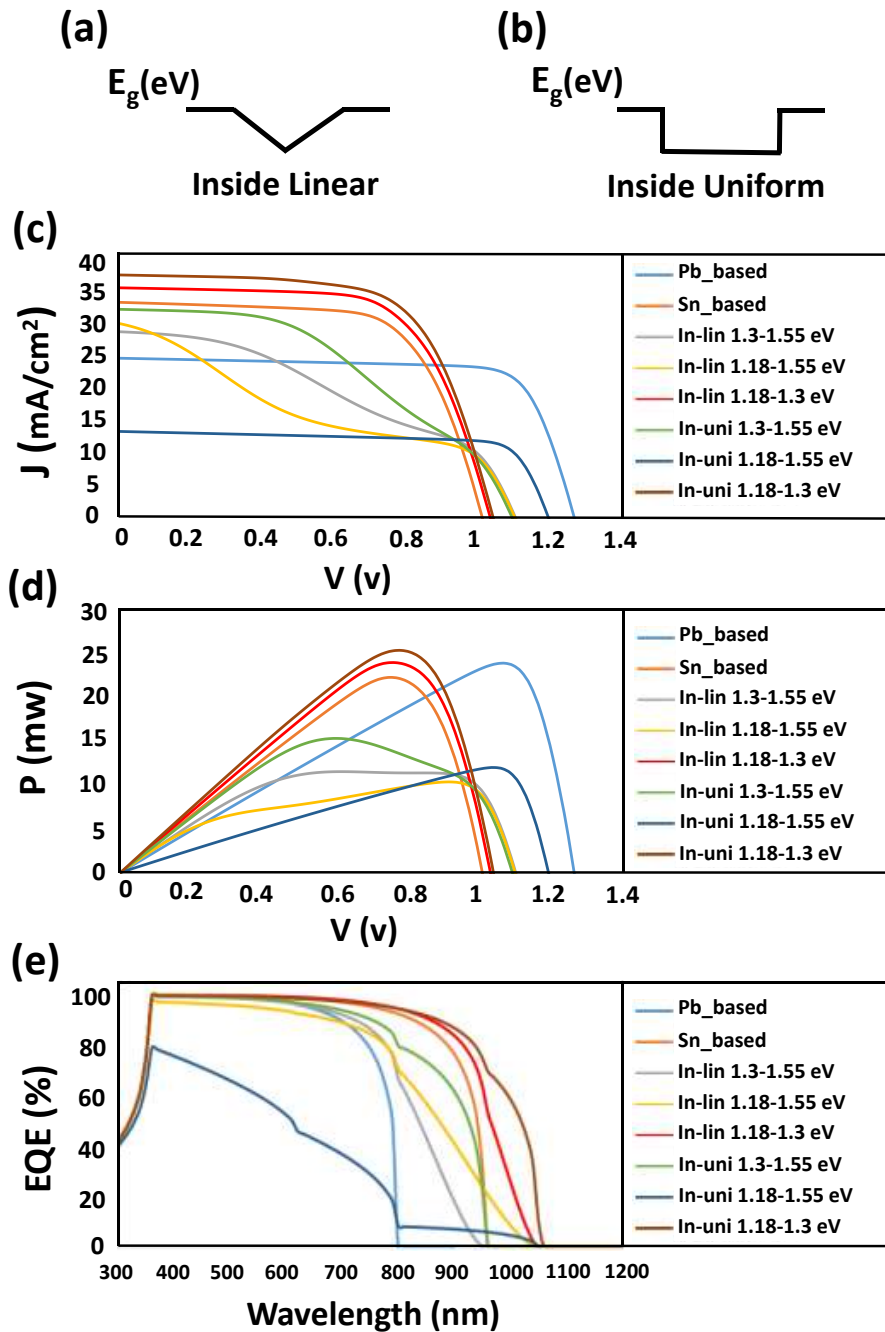 (a)
(b)
E_g(eV)
E_g(eV)
Inside Linear
Inside Uniform
(c)
J (mA/cm²)
40
35
30
25
20
15
10
5
0
0 0.2 0.4 0.6 0.8 1 1.2 1.4
V (v)
Pb_based
Sn_based
In-lin 1.3-1.55 eV
In-lin 1.18-1.55 eV
In-lin 1.18-1.3 eV
In-uni 1.3-1.55 eV
In-uni 1.18-1.55 eV
In-uni 1.18-1.3 eV
(d)
P (mw)
30
25
20
15
10
5
0
0 0.2 0.4 0.6 0.8 1 1.2 1.4
V (v)
Pb_based
Sn_based
In-lin 1.3-1.55 eV
In-lin 1.18-1.55 eV
In-lin 1.18-1.3 eV
In-uni 1.3-1.55 eV
In-uni 1.18-1.55 eV
In-uni 1.18-1.3 eV
(e)
EQE (%)
100
80
60
40
20
0
300 400 500 600 700 800 900 1000 1100 1200
Wavelength (nm)
Pb_based
Sn_based
In-lin 1.3-1.55 eV
In-lin 1.18-1.55 eV
In-lin 1.18-1.3 eV
In-uni 1.3-1.55 eV
In-uni 1.18-1.55 eV
In-uni 1.18-1.3 eV